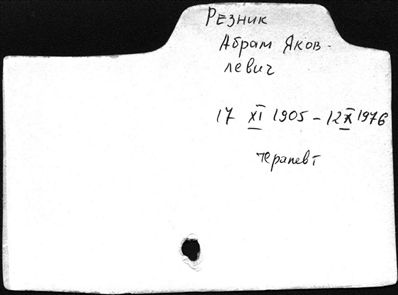 Резник
Абрам Яков-
левич
17 XI 1905 - 12 X 1976
терапевт